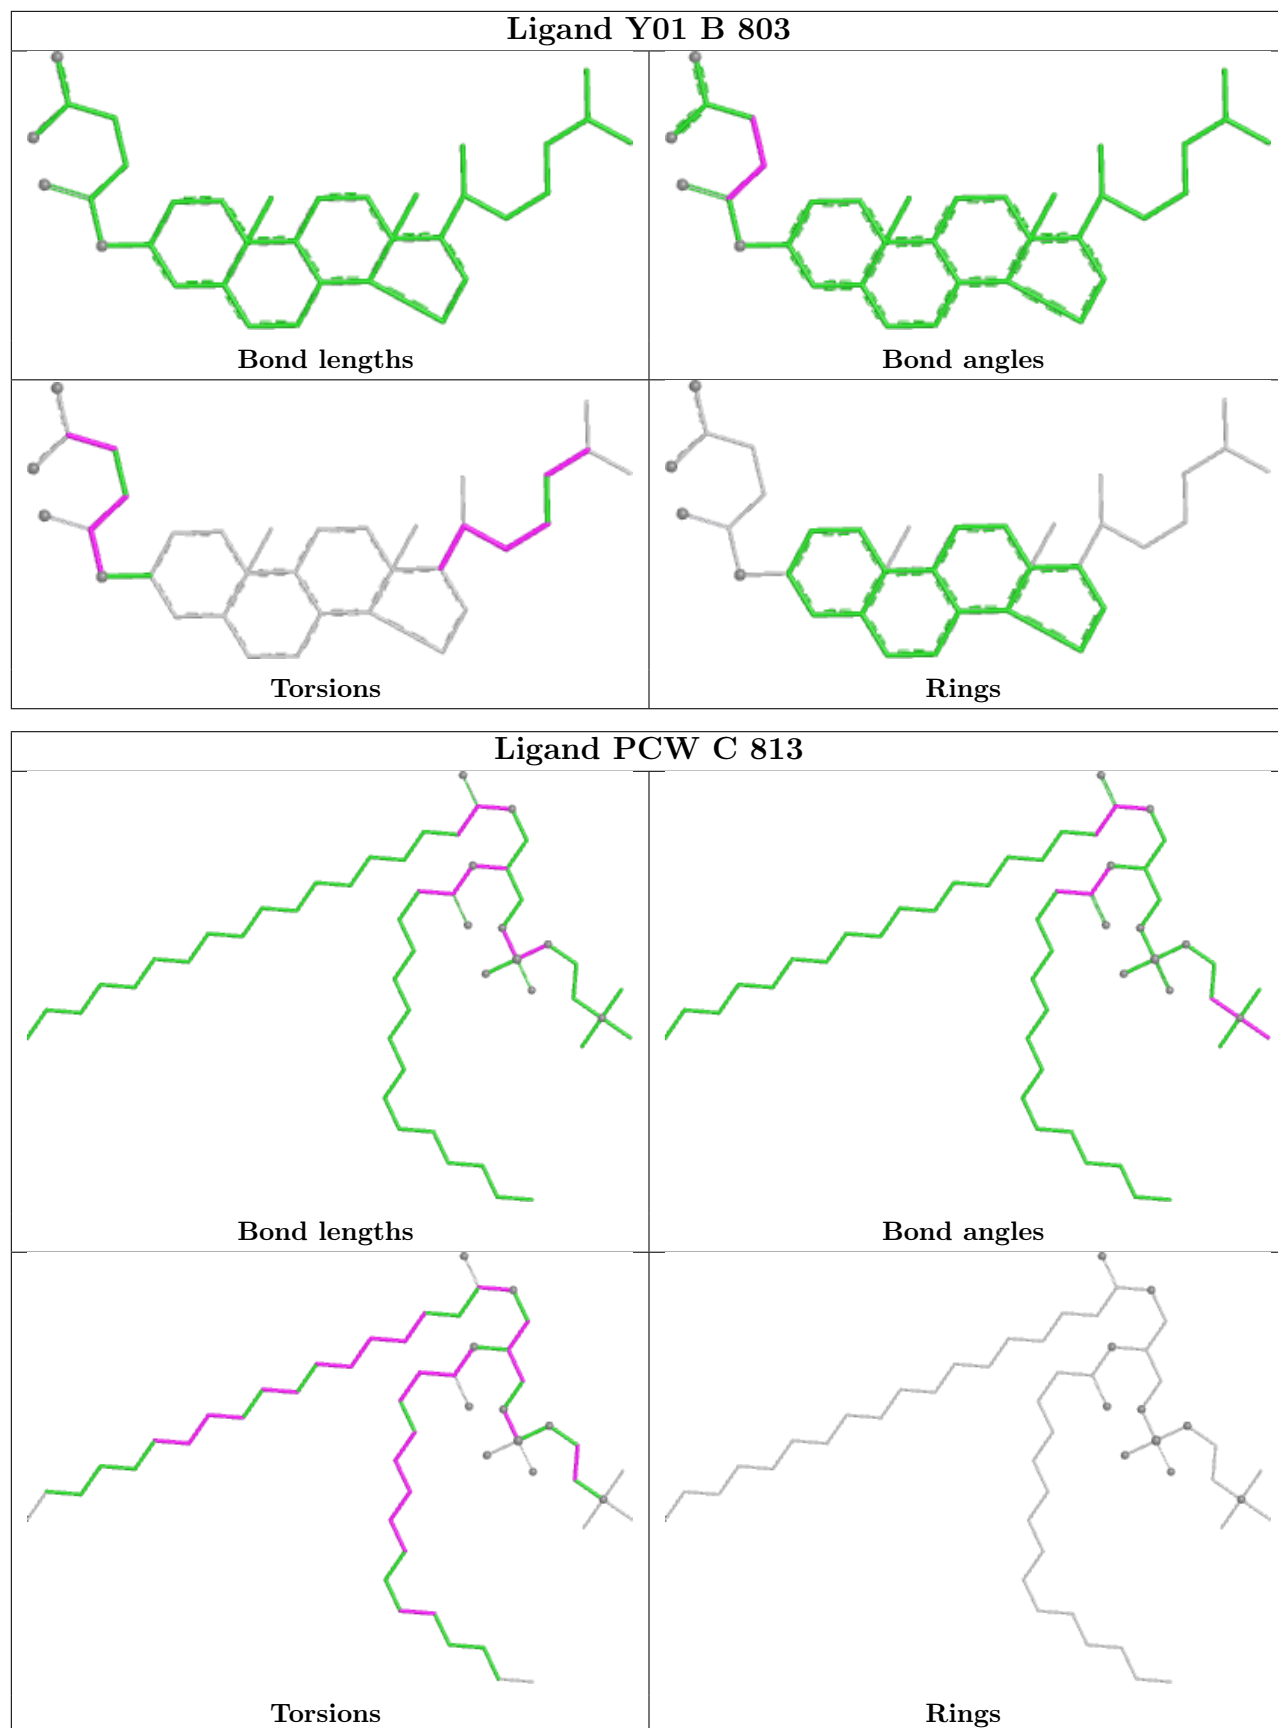 Ligand Y01 B 803
Bond lengths
Bond angles
Torsions
Rings
Ligand PCW C 813
Bond lengths
Bond angles
Torsions
Rings